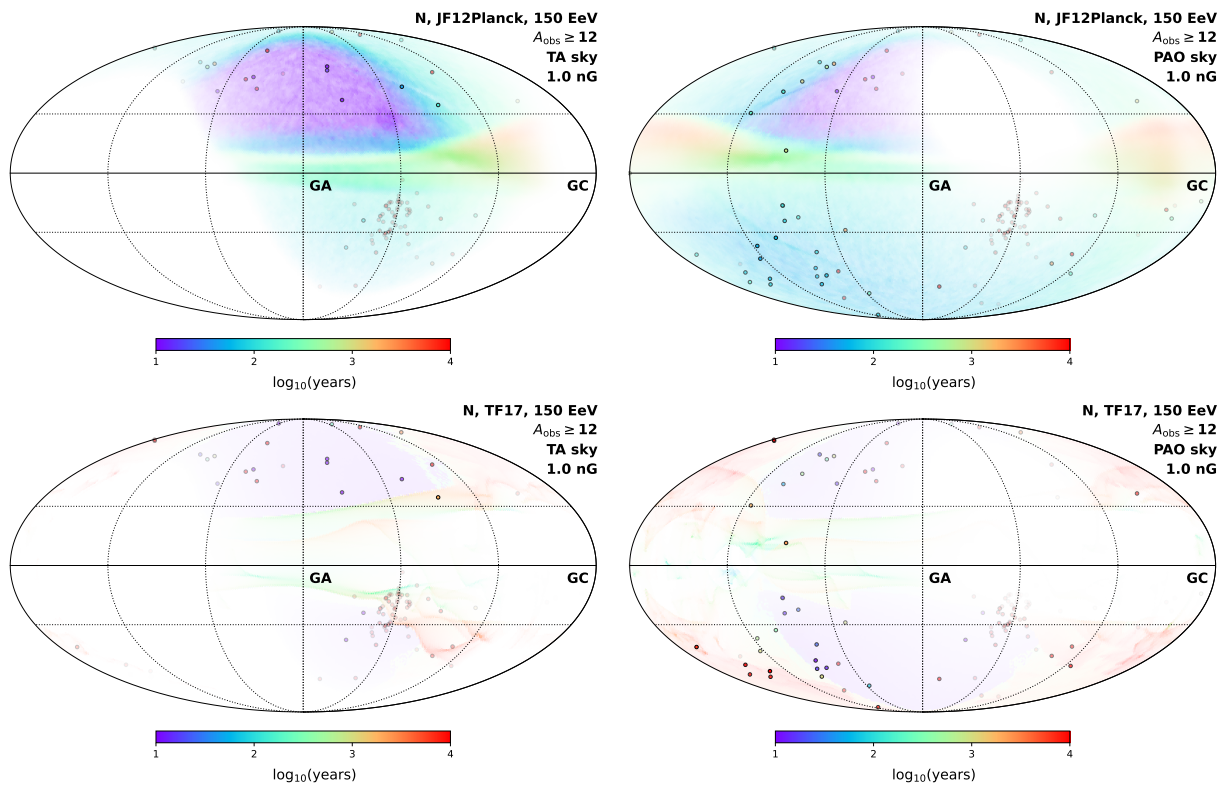 N, JF12Planck, 150 EeV
A_obs ≥ 12
TA sky
1.0 nG
GA
GC
1 2 3 4
log₁₀(years)
N, JF12Planck, 150 EeV
A_obs ≥ 12
PAO sky
1.0 nG
GA
GC
1 2 3 4
log₁₀(years)
N, TF17, 150 EeV
A_obs ≥ 12
TA sky
1.0 nG
GA
GC
1 2 3 4
log₁₀(years)
N, TF17, 150 EeV
A_obs ≥ 12
PAO sky
1.0 nG
GA
GC
1 2 3 4
log₁₀(years)